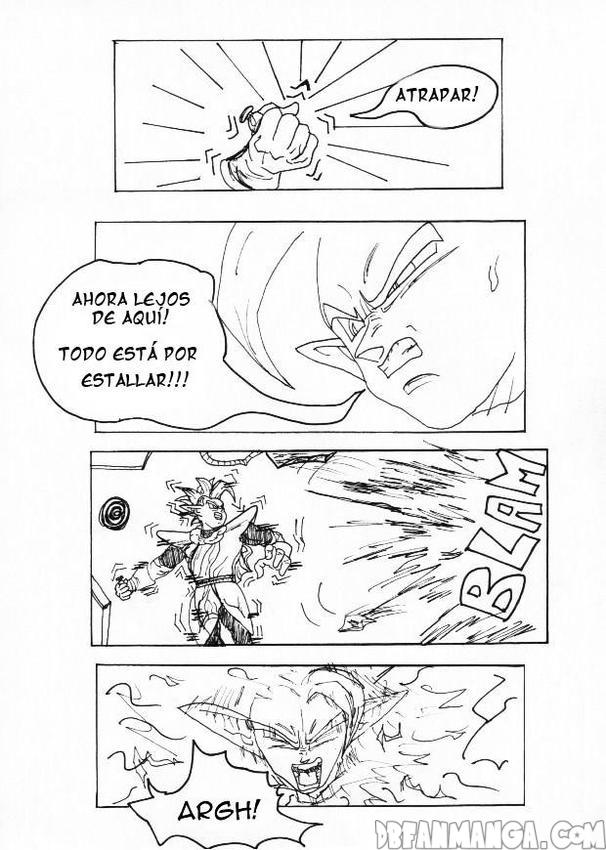 ATRAPAR!
AHORA LEJOS
DE AQUÍ!
TODO ESTÁ POR
ESTALLAR!!!
BLAM
ARGH!
DBFANMANGA.COM